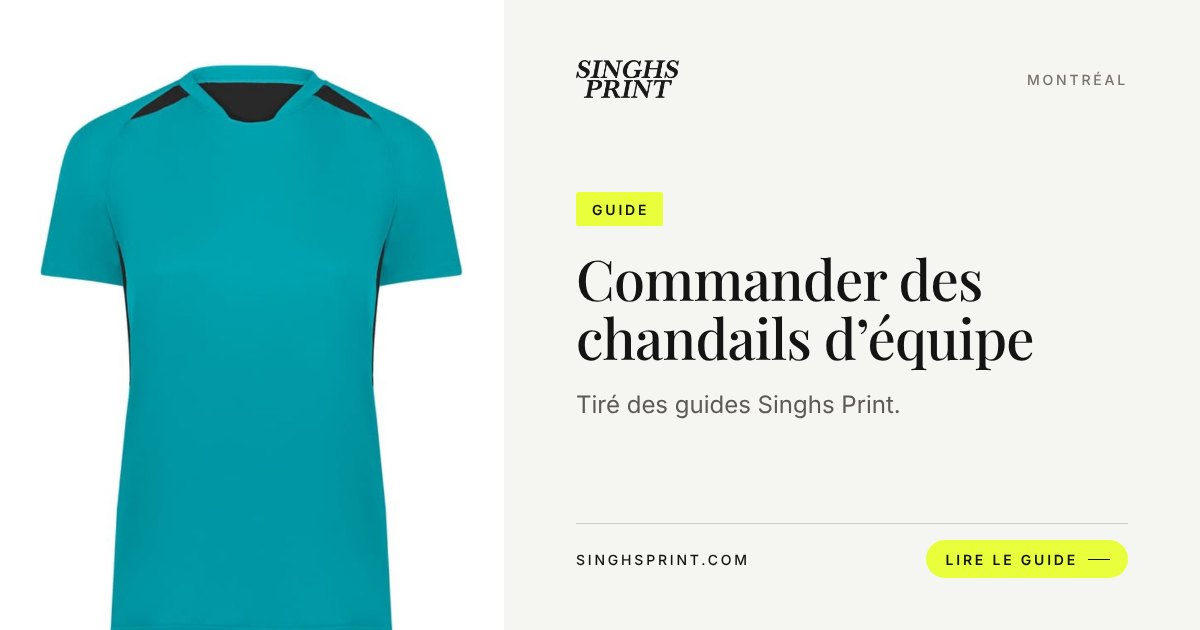 SINGHS
PRINT
MONTRÉAL
GUIDE
Commander des
chandails d’équipe
Tiré des guides Singhs Print.
SINGHSPRINT.COM
LIRE LE GUIDE